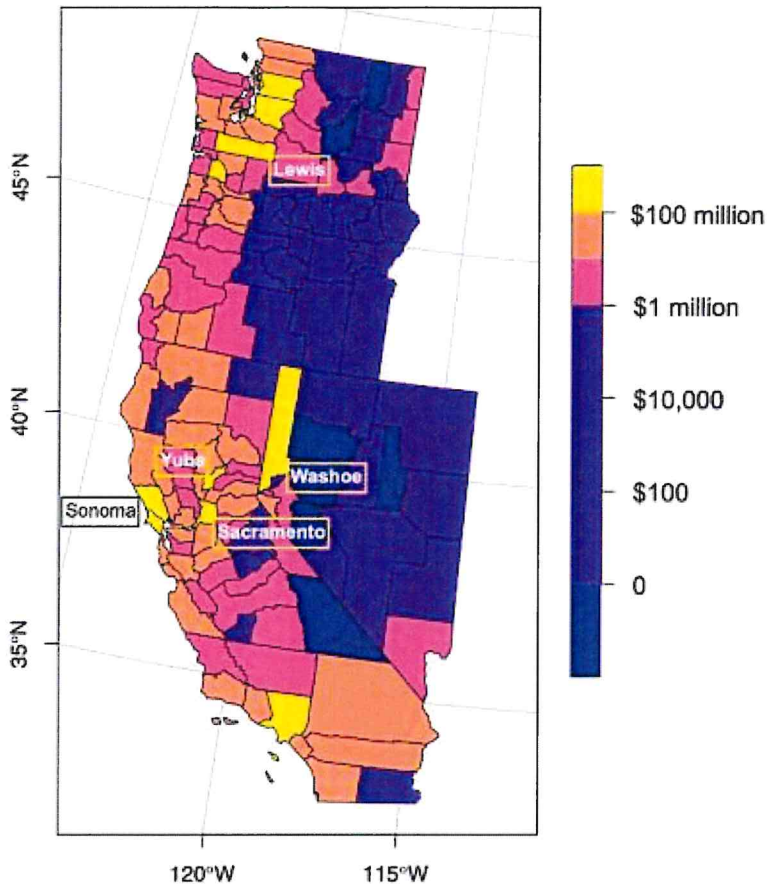 45°N
40°N
35°N
120°W
115°W
Lewis
Yuba
Washoe
Sonoma
Sacramento
$100 million
$1 million
$10,000
$100
0